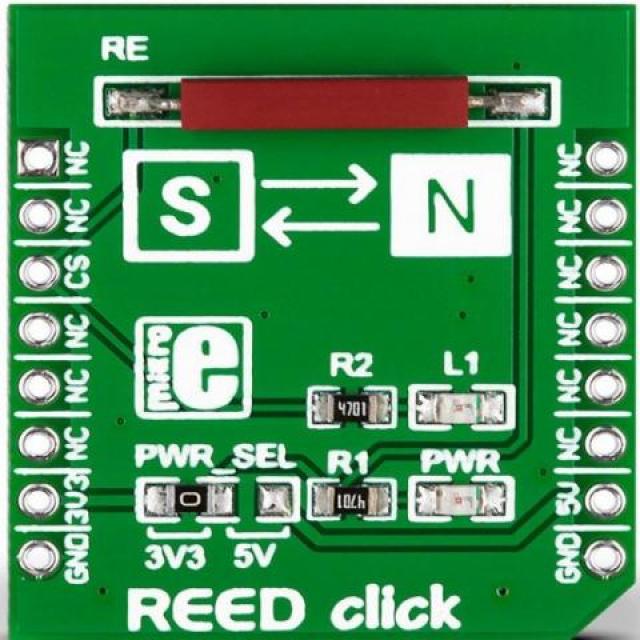 RE
NC
NC
CS
NC
NC
NC
3V3
GND
S
N
NC
NC
NC
NC
NC
NC
5V
GND
mikro
e
R2
L1
4701
PWR_SEL
R1
PWR
0
4701
3V3
5V
REED click